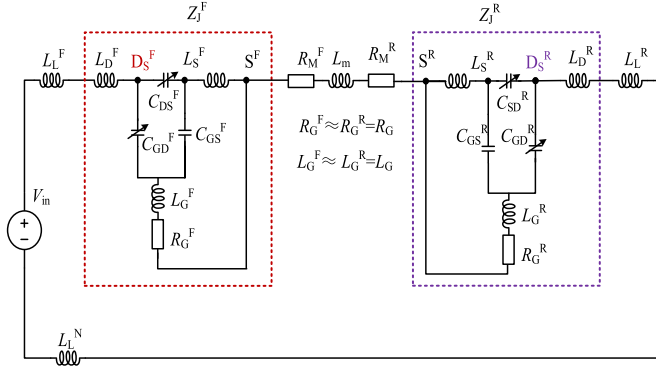 Z_J^F
Z_J^R
L_L^F
L_D^F
D_S^F
L_S^F
S^F
R_M^F
L_m
R_M^R
S^R
L_S^R
D_S^R
L_D^R
L_L^R
C_DS^F
C_SD^R
C_GD^F
C_GS^F
R_G^F≈R_G^R=R_G
C_GS^R
C_GD^R
L_G^F≈L_G^R=L_G
L_G^F
L_G^R
V_in
R_G^F
R_G^R
L_L^N